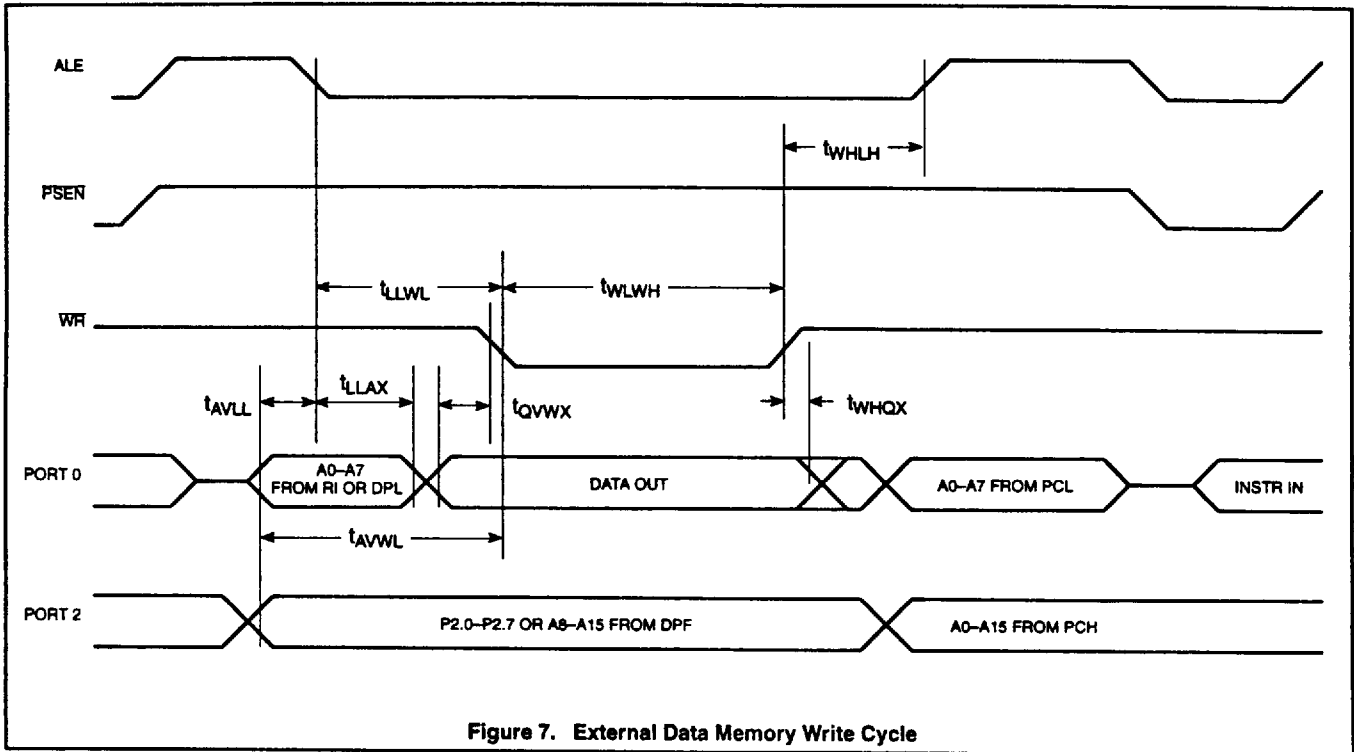 ALE
tWHLH
PSEN
tLLWL
tWLWH
WR
tAVLL
tLLAX
tQVWX
tWHQX
PORT 0
A0–A7
FROM RI OR DPL
DATA OUT
A0–A7 FROM PCL
INSTR IN
tAVWL
PORT 2
P2.0–P2.7 OR A8–A15 FROM DPF
A0–A15 FROM PCH
Figure 7. External Data Memory Write Cycle